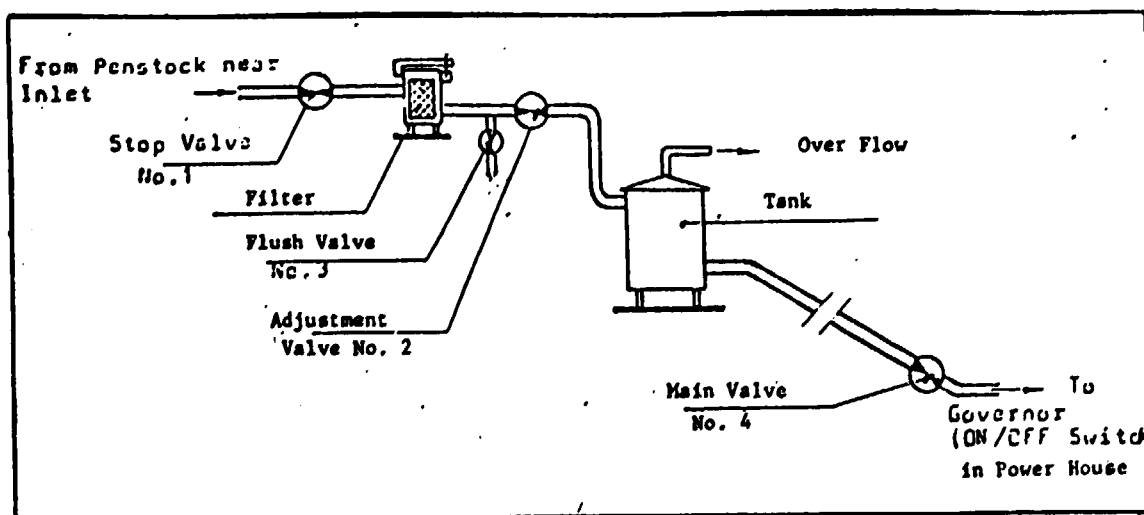 From Penstock near
Inlet
Stop Valve
No.1
Filter
Flush Valve
No.3
Adjustment
Valve No. 2
Over Flow
Tank
Main Valve
No. 4
To
Governor
(ON/OFF Switch
in Power House